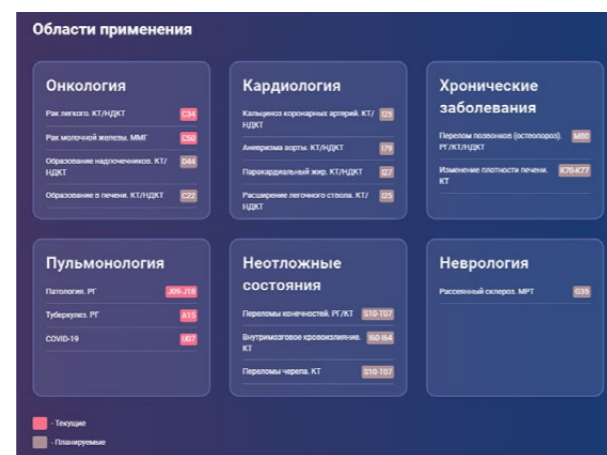 Области применения
Онкология
Рак легкого. КТ/НДКТ C34
Рак молочной железы. ММГ C50
Образование надпочечников. КТ/ D44
НДКТ
Образование в печени. КТ/НДКТ C22
Кардиология
Кальциноз коронарных артерий. КТ/ I25
НДКТ
Аневризма аорты. КТ/НДКТ I79
Паракардиальный жир. КТ/НДКТ I27
Расширение легочного ствола. КТ/ I25
НДКТ
Хронические
заболевания
Перелом позвонков (остеопороз). M80
РГ/КТ/НДКТ
Изменение плотности печени. K70-K77
КТ
Пульмонология
Патология. РГ J09-J18
Туберкулез. РГ A15
COVID-19 U07
Неотложные
состояния
Переломы конечностей. РГ/КТ S10-T07
Внутримозговое кровоизлияние. I60-I64
КТ
Переломы черепа. КТ S10-T07
Неврология
Рассеянный склероз. МРТ G35
- Текущие
- Планируемые